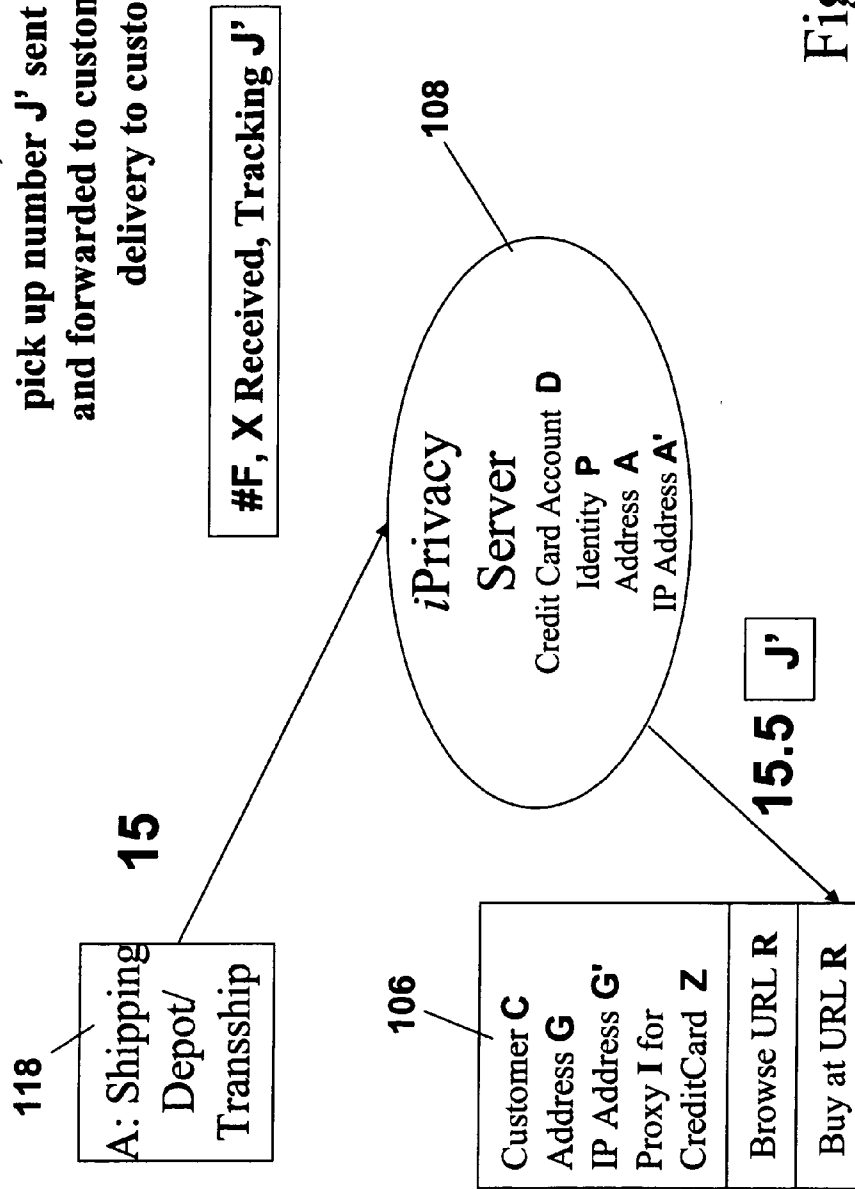 pick up number J’ sent
and forwarded to custom
delivery to custo
#F, X Received, Tracking J’
118
A: Shipping
Depot/
Transship
15
108
iPrivacy
Server
Credit Card Account D
Identity P
Address A
IP Address A'
106
Customer C
Address G
IP Address G'
Proxy I for
CreditCard Z
Browse URL R
Buy at URL R
15.5
J’
Fig